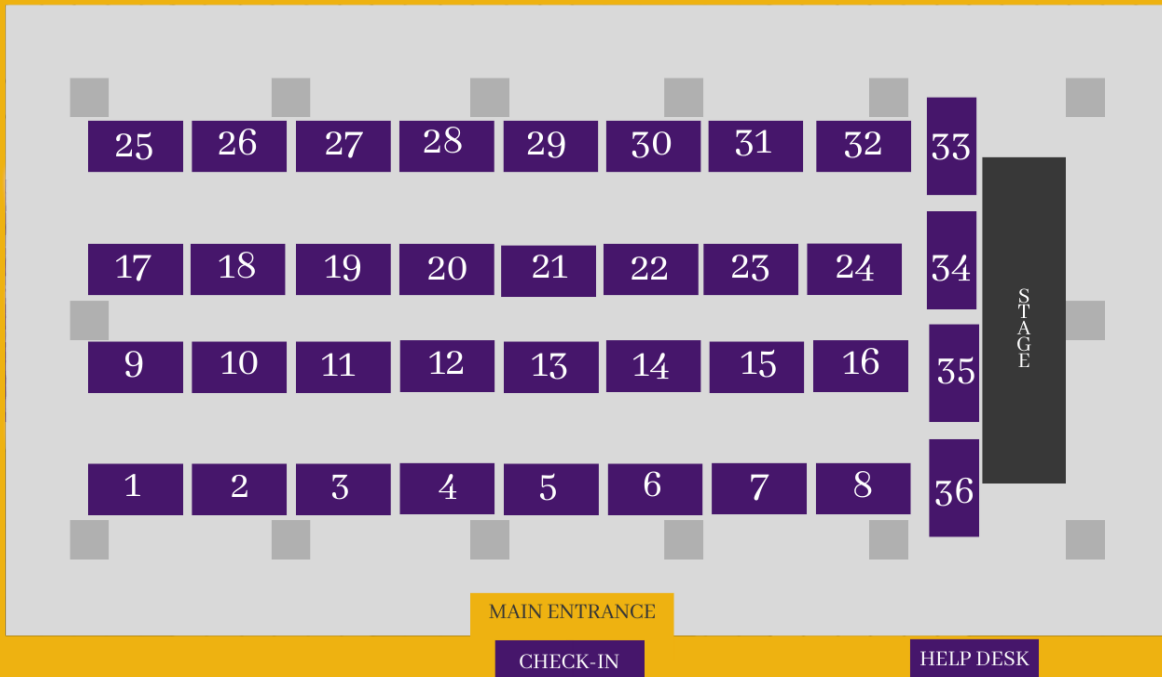 25 26 27 28 29 30 31 32 33
17 18 19 20 21 22 23 24 34
STAGE
9 10 11 12 13 14 15 16 35
1 2 3 4 5 6 7 8 36
MAIN ENTRANCE
CHECK-IN
HELP DESK